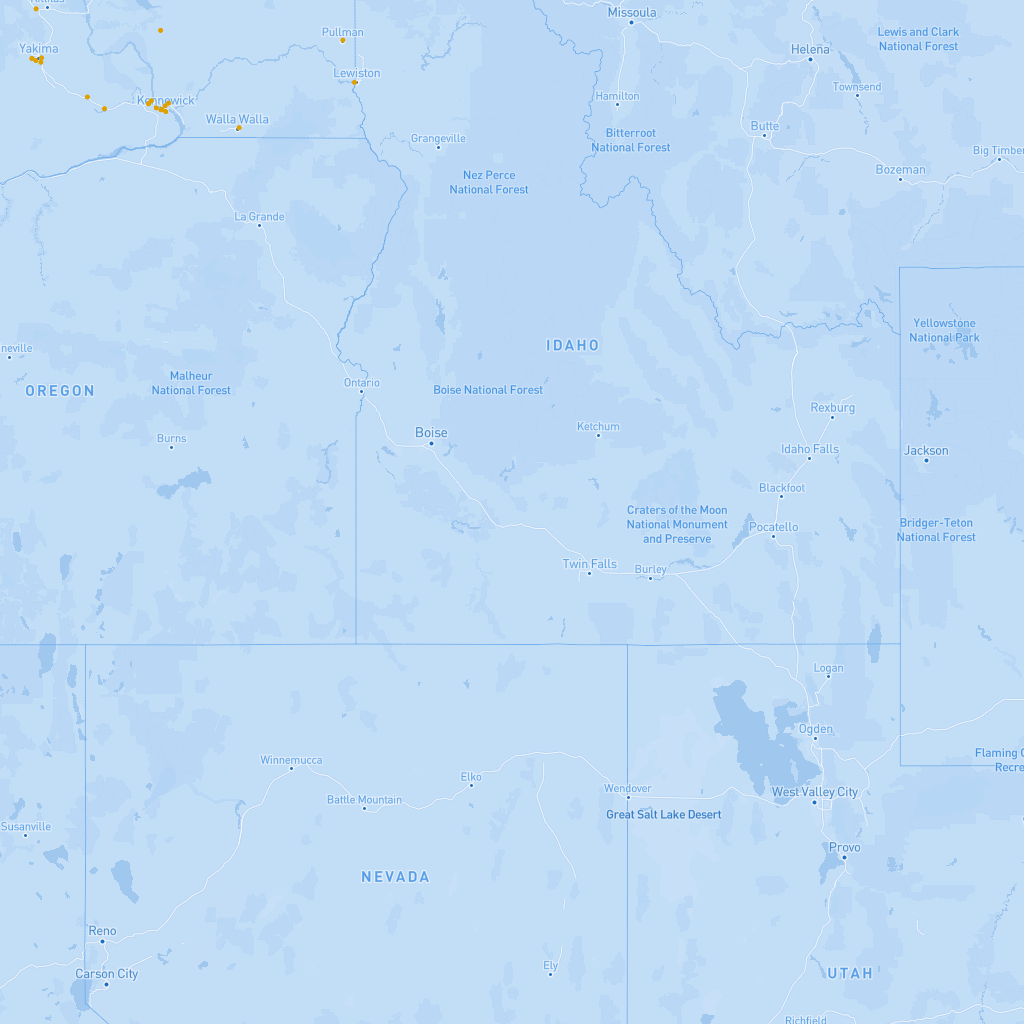 Missoula
Pullman
Helena
Lewis and Clark
National Forest
Yakima
Lewiston
Townsend
Hamilton
Kennewick
Walla Walla
Butte
Bitterroot
National Forest
Grangeville
Big Timber
Bozeman
Nez Perce
National Forest
La Grande
Yellowstone
National Park
IDAHO
neville
Malheur
National Forest
Ontario
OREGON
Boise National Forest
Rexburg
Burns
Boise
Ketchum
Idaho Falls
Jackson
Blackfoot
Craters of the Moon
National Monument
and Preserve
Pocatello
Bridger-Teton
National Forest
Twin Falls
Burley
Logan
Ogden
Winnemucca
Flaming G
Recre
Elko
Wendover
West Valley City
Battle Mountain
Great Salt Lake Desert
Susanville
Provo
NEVADA
Reno
Carson City
Ely
UTAH
Richfield